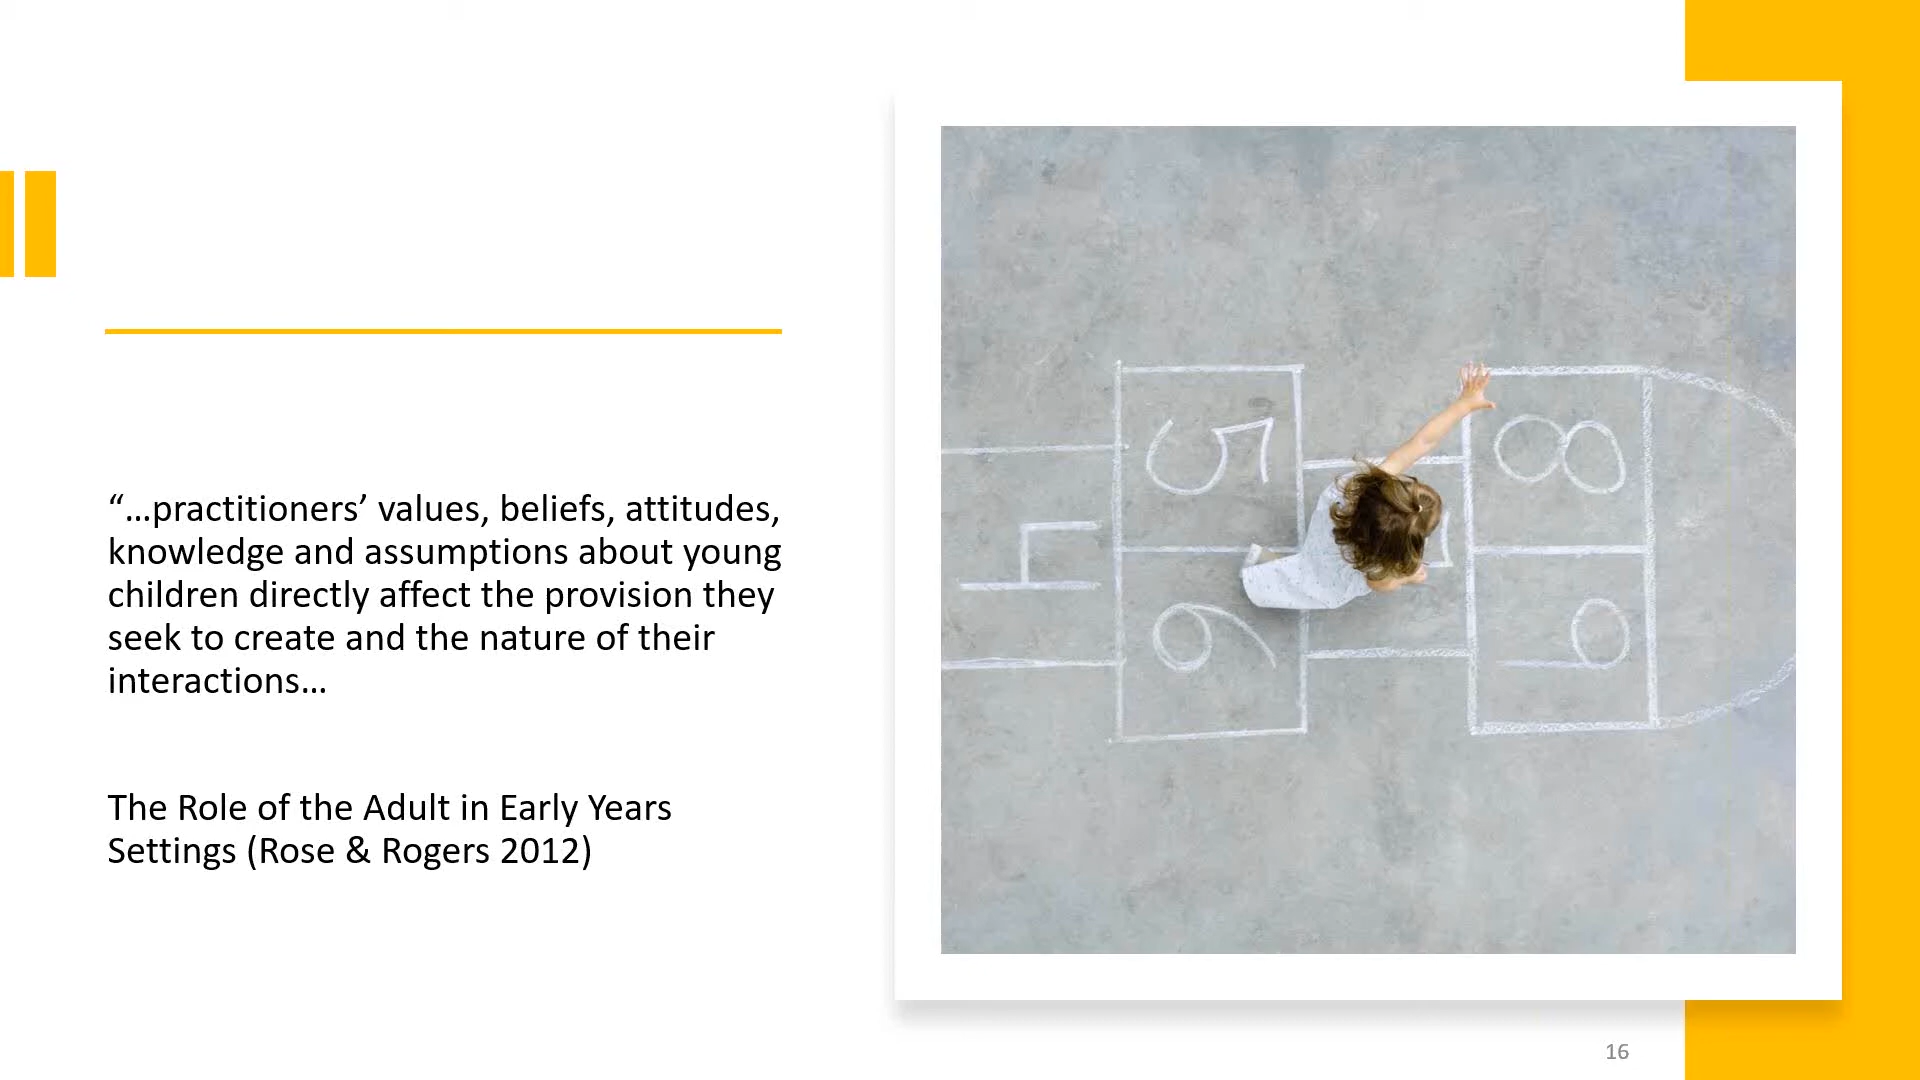 “…practitioners’ values, beliefs, attitudes,
knowledge and assumptions about young
children directly affect the provision they
seek to create and the nature of their
interactions…
The Role of the Adult in Early Years
Settings (Rose & Rogers 2012)
4
5
6
8
9
16